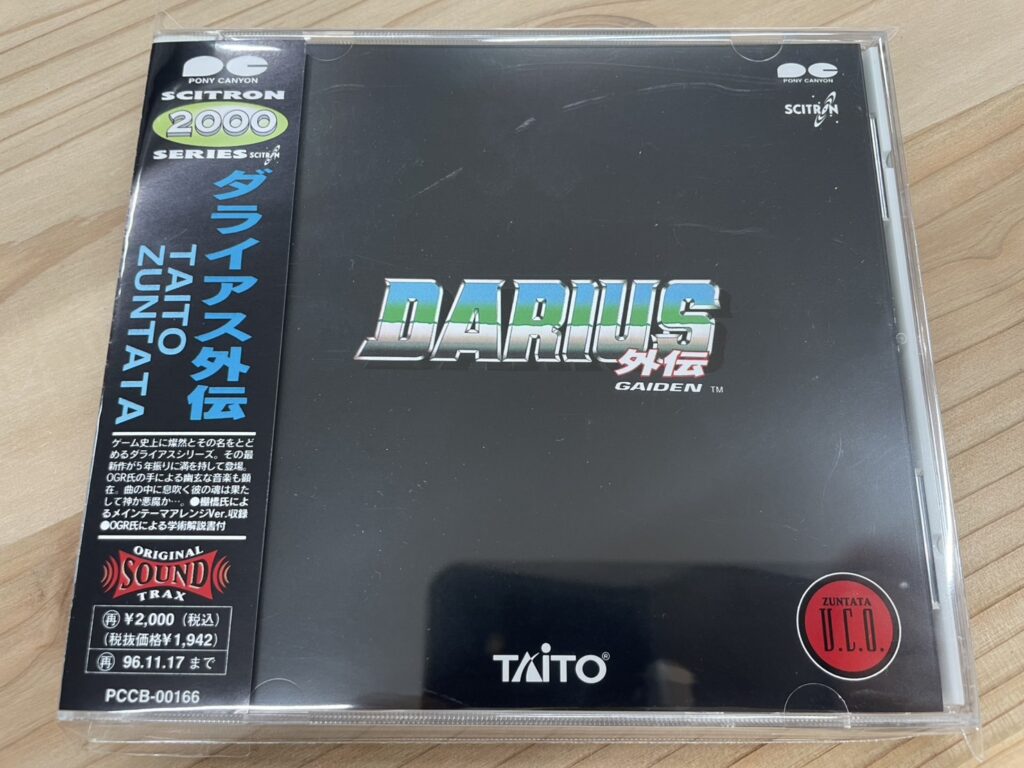 PONY CANYON
SCITRON
2000
SERIES SCITRON
ダライアス外伝
TAITO
ZUNTATA
ゲーム史上に燦然とその名をとど
めるダライアスシリーズ。その最
新作が5年振りに満を持して登場。
OGR氏の手による幽玄な音楽も顕
在。曲の中に息吹く彼の魂は果た
して神か悪魔か…。●棚橋氏によ
るメインテーマアレンジVer.収録
●OGR氏による学術解説書付
ORIGINAL
SOUND
TRAX
再 ¥2,000（税込）
（税抜価格¥1,942）
再 96.11.17 まで
PCCB-00166
PONY CANYON
SCITRON
DARIUS
外伝
GAIDEN ™
TAITO®
ZUNTATA
U.C.O.